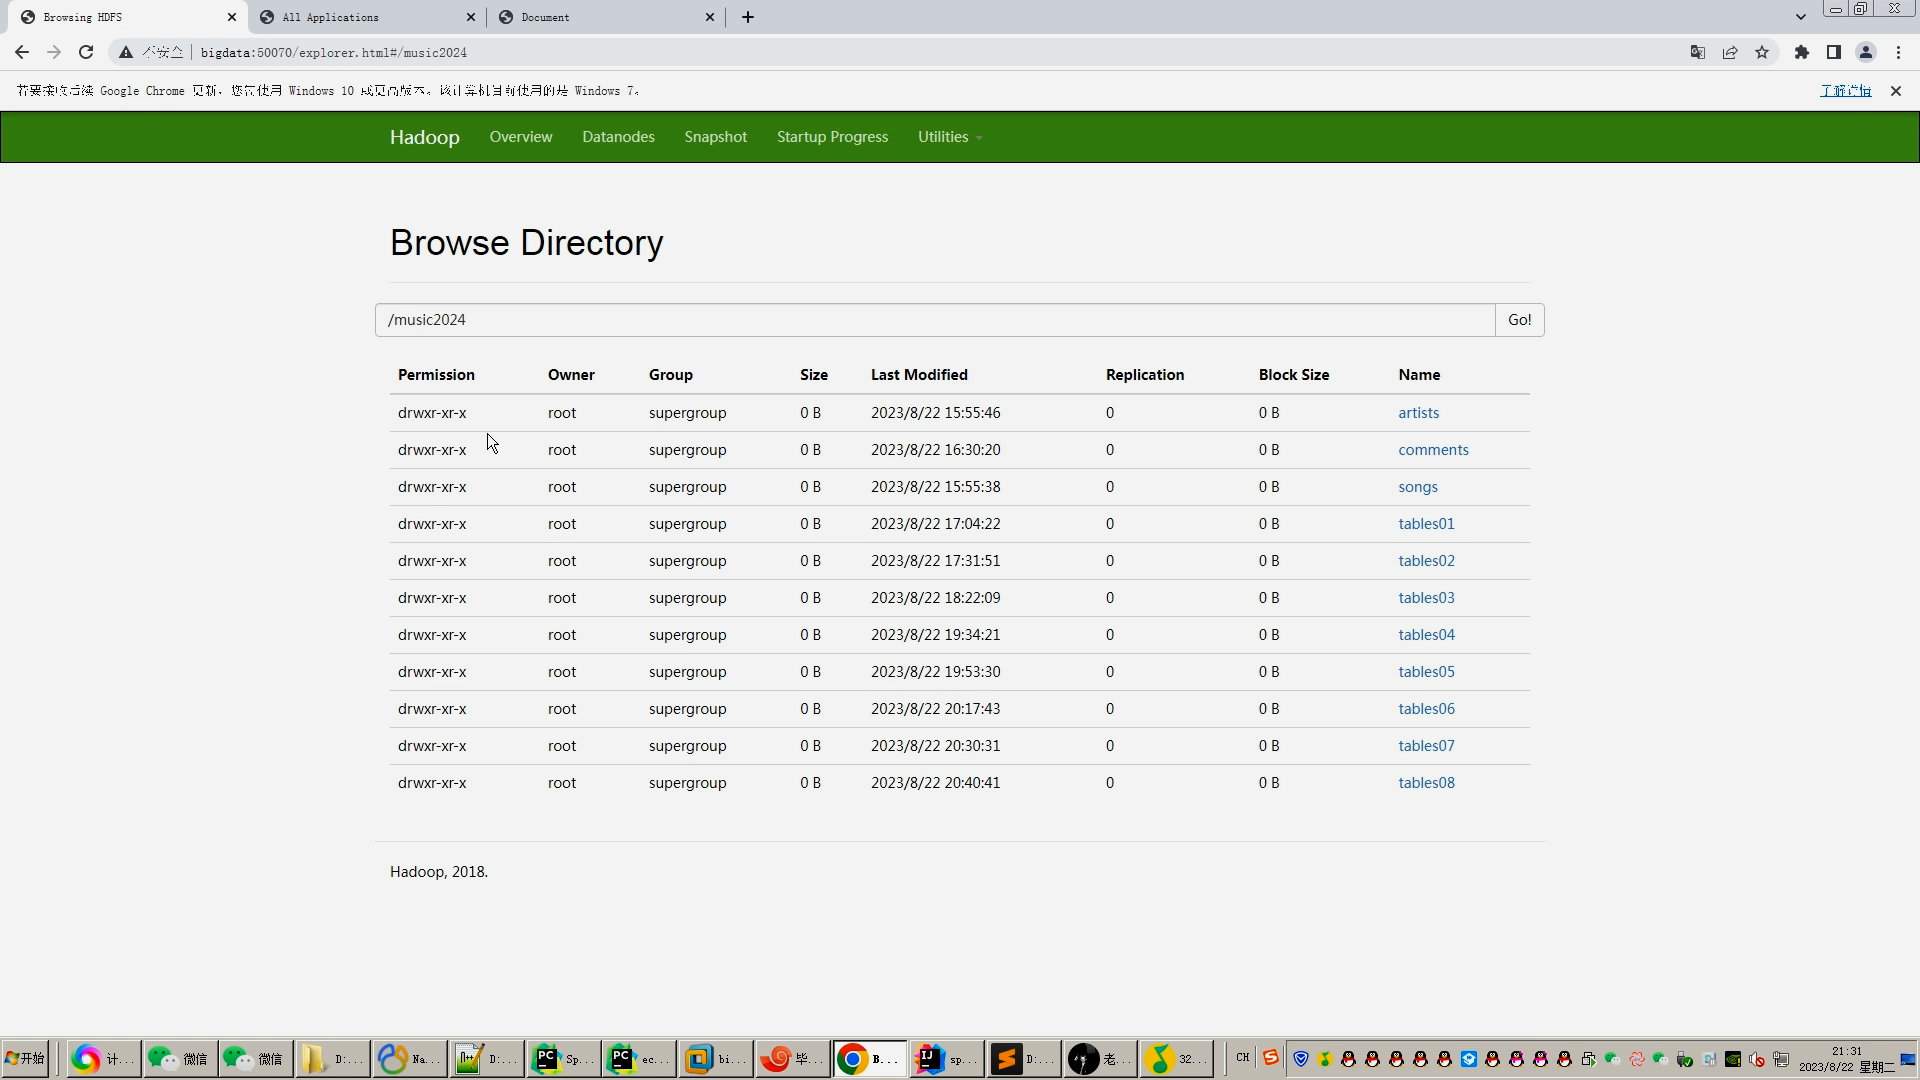 Browsing HDFS
All Applications
Document
不安全
bigdata:50070/explorer.html#/music2024
若要接收后续 Google Chrome 更新，您需使用 Windows 10 或更高版本。该计算机目前使用的是 Windows 7。
了解详情
Hadoop Overview Datanodes Snapshot Startup Progress Utilities
Browse Directory
/music2024 Go!
Permission Owner Group Size Last Modified Replication Block Size Name
drwxr-xr-x root supergroup 0 B 2023/8/22 15:55:46 0 0 B artists
drwxr-xr-x root supergroup 0 B 2023/8/22 16:30:20 0 0 B comments
drwxr-xr-x root supergroup 0 B 2023/8/22 15:55:38 0 0 B songs
drwxr-xr-x root supergroup 0 B 2023/8/22 17:04:22 0 0 B tables01
drwxr-xr-x root supergroup 0 B 2023/8/22 17:31:51 0 0 B tables02
drwxr-xr-x root supergroup 0 B 2023/8/22 18:22:09 0 0 B tables03
drwxr-xr-x root supergroup 0 B 2023/8/22 19:34:21 0 0 B tables04
drwxr-xr-x root supergroup 0 B 2023/8/22 19:53:30 0 0 B tables05
drwxr-xr-x root supergroup 0 B 2023/8/22 20:17:43 0 0 B tables06
drwxr-xr-x root supergroup 0 B 2023/8/22 20:30:31 0 0 B tables07
drwxr-xr-x root supergroup 0 B 2023/8/22 20:40:41 0 0 B tables08
Hadoop, 2018.
开始 计... 微信 微信 D:... Na... D:... Sp... ec... bi... 毕... B... sp... D:... 老... 32... CH
21:31
2023/8/22 星期二